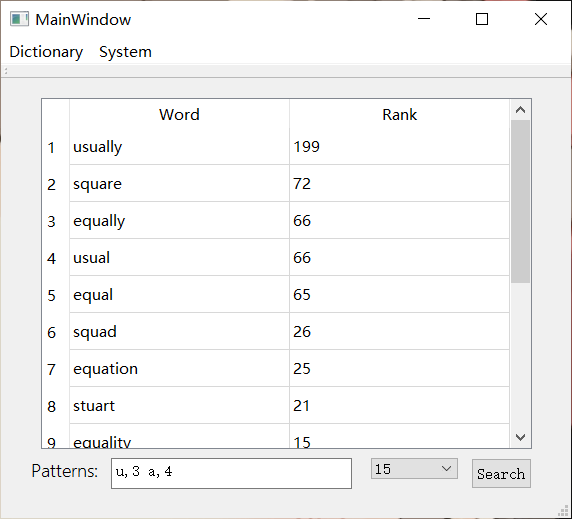 MainWindow
Dictionary System
Word Rank
1 usually 199
2 square 72
3 equally 66
4 usual 66
5 equal 65
6 squad 26
7 equation 25
8 stuart 21
9 equality 15
Patterns: u,3 a,4 15 Search